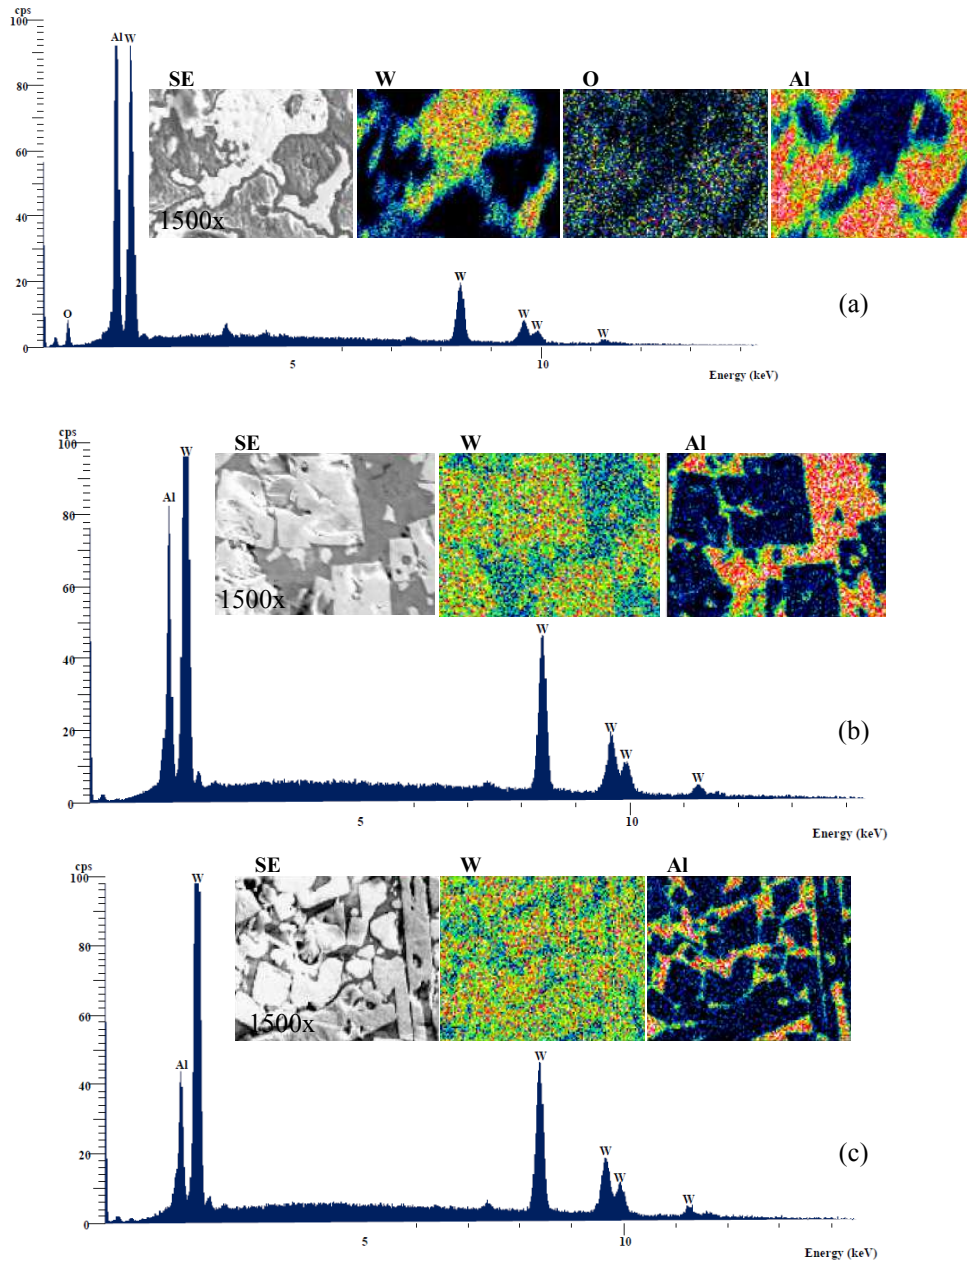 cps
100
Al W
SE W O Al
80
60
1500x
40
20
W
(a)
O
W
W
W
0
5 10
Energy (keV)
cps
100
SE W Al
W
Al
80
60
1500x
W
40
20
W
W
(b)
W
0
5 10
Energy (keV)
cps
SE W Al
100
W
80
60
1500x
W
Al
40
20
W
W
(c)
W
0
5 10
Energy (keV)